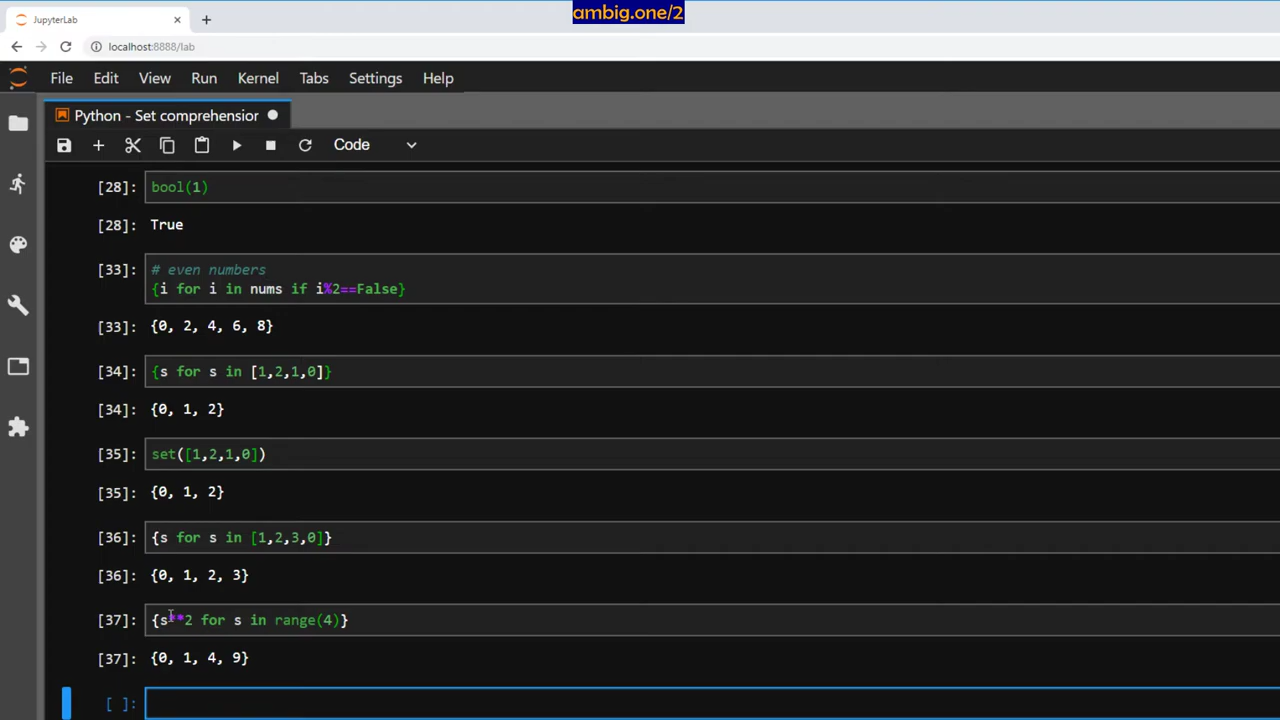 ambig.one/2
JupyterLab
localhost:8888/lab
File Edit View Run Kernel Tabs Settings Help
Python - Set comprehension
Code
[28]: bool(1)
[28]: True
[33]: # even numbers
{i for i in nums if i%2==False}
[33]: {0, 2, 4, 6, 8}
[34]: {s for s in [1,2,1,0]}
[34]: {0, 1, 2}
[35]: set([1,2,1,0])
[35]: {0, 1, 2}
[36]: {s for s in [1,2,3,0]}
[36]: {0, 1, 2, 3}
[37]: {s**2 for s in range(4)}
[37]: {0, 1, 4, 9}
[ ]: